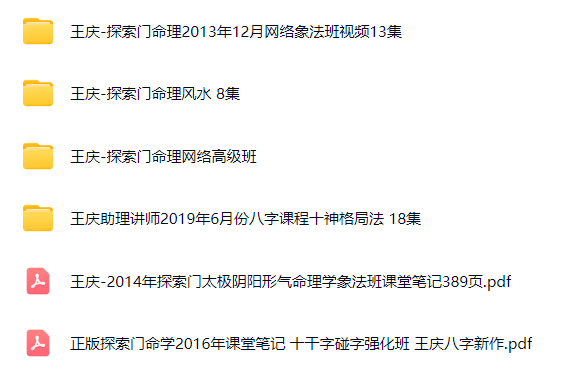 王庆-探索门命理2013年12月网络象法班视频13集
王庆-探索门命理风水 8集
王庆-探索门命理网络高级班
王庆助理讲师2019年6月份八字课程十神格局法 18集
王庆-2014年探索门太极阴阳形气命理学象法班课堂笔记389页.pdf
正版探索门命学2016年课堂笔记 十干字碰字强化班 王庆八字新作.pdf